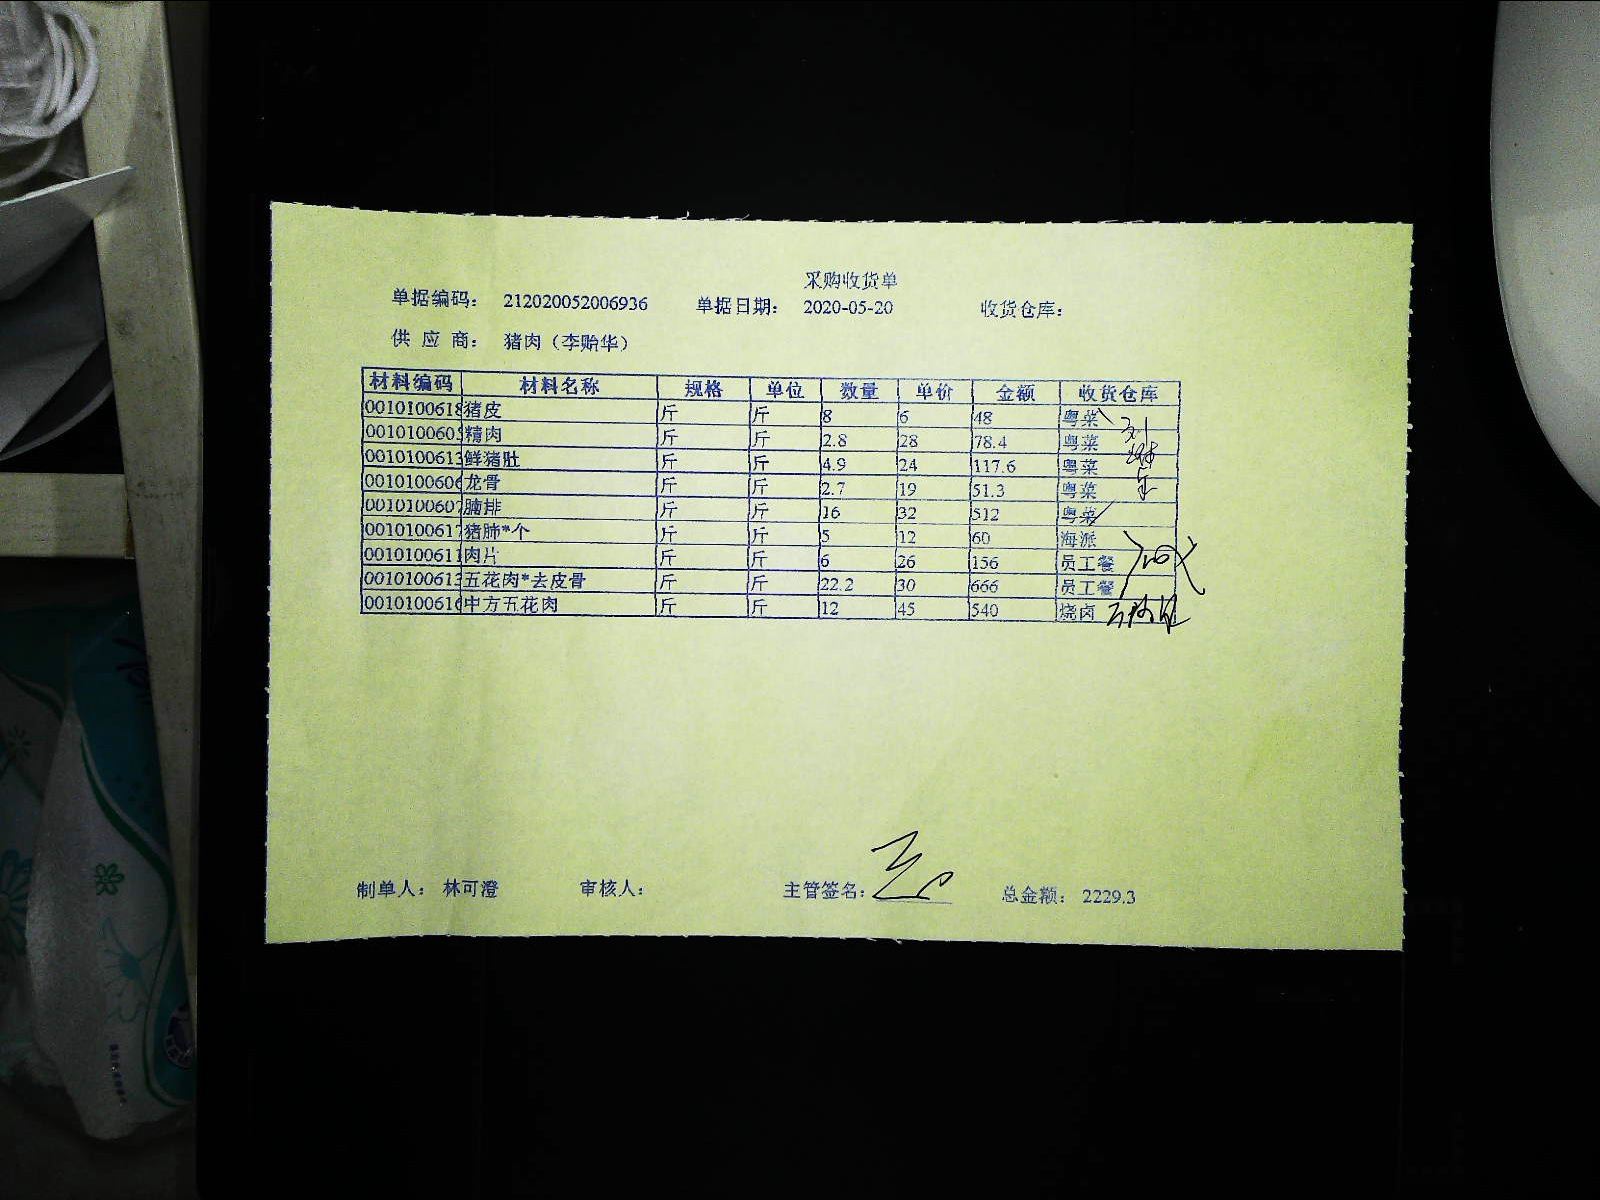 采购收货单
单据编码： 212020052006936 单据日期： 2020-05-20 收货仓库：
供 应 商： 猪肉（李贻华）
材料编码 材料名称 规格 单位 数量 单价 金额 收货仓库
0010100618 猪皮 斤 斤 8 6 48 粤菜
001010060 精肉 斤 斤 2.8 28 78.4 粤菜
0010100613 鲜猪肚 斤 斤 4.9 24 117.6 粤菜
0010100606 龙骨 斤 斤 2.7 19 51.3 粤菜
0010100607 腩排 斤 斤 16 32 512 粤菜
0010100617 猪肺*个 斤 斤 5 12 60 海派
0010100611 肉片 斤 斤 6 26 156 员工餐
0010100613 五花肉*去皮骨 斤 斤 22.2 30 666 员工餐
0010100616 中方五花肉 斤 斤 12 45 540 烧卤
制单人： 林可澄 审核人： 主管签名： 总金额： 2229.3